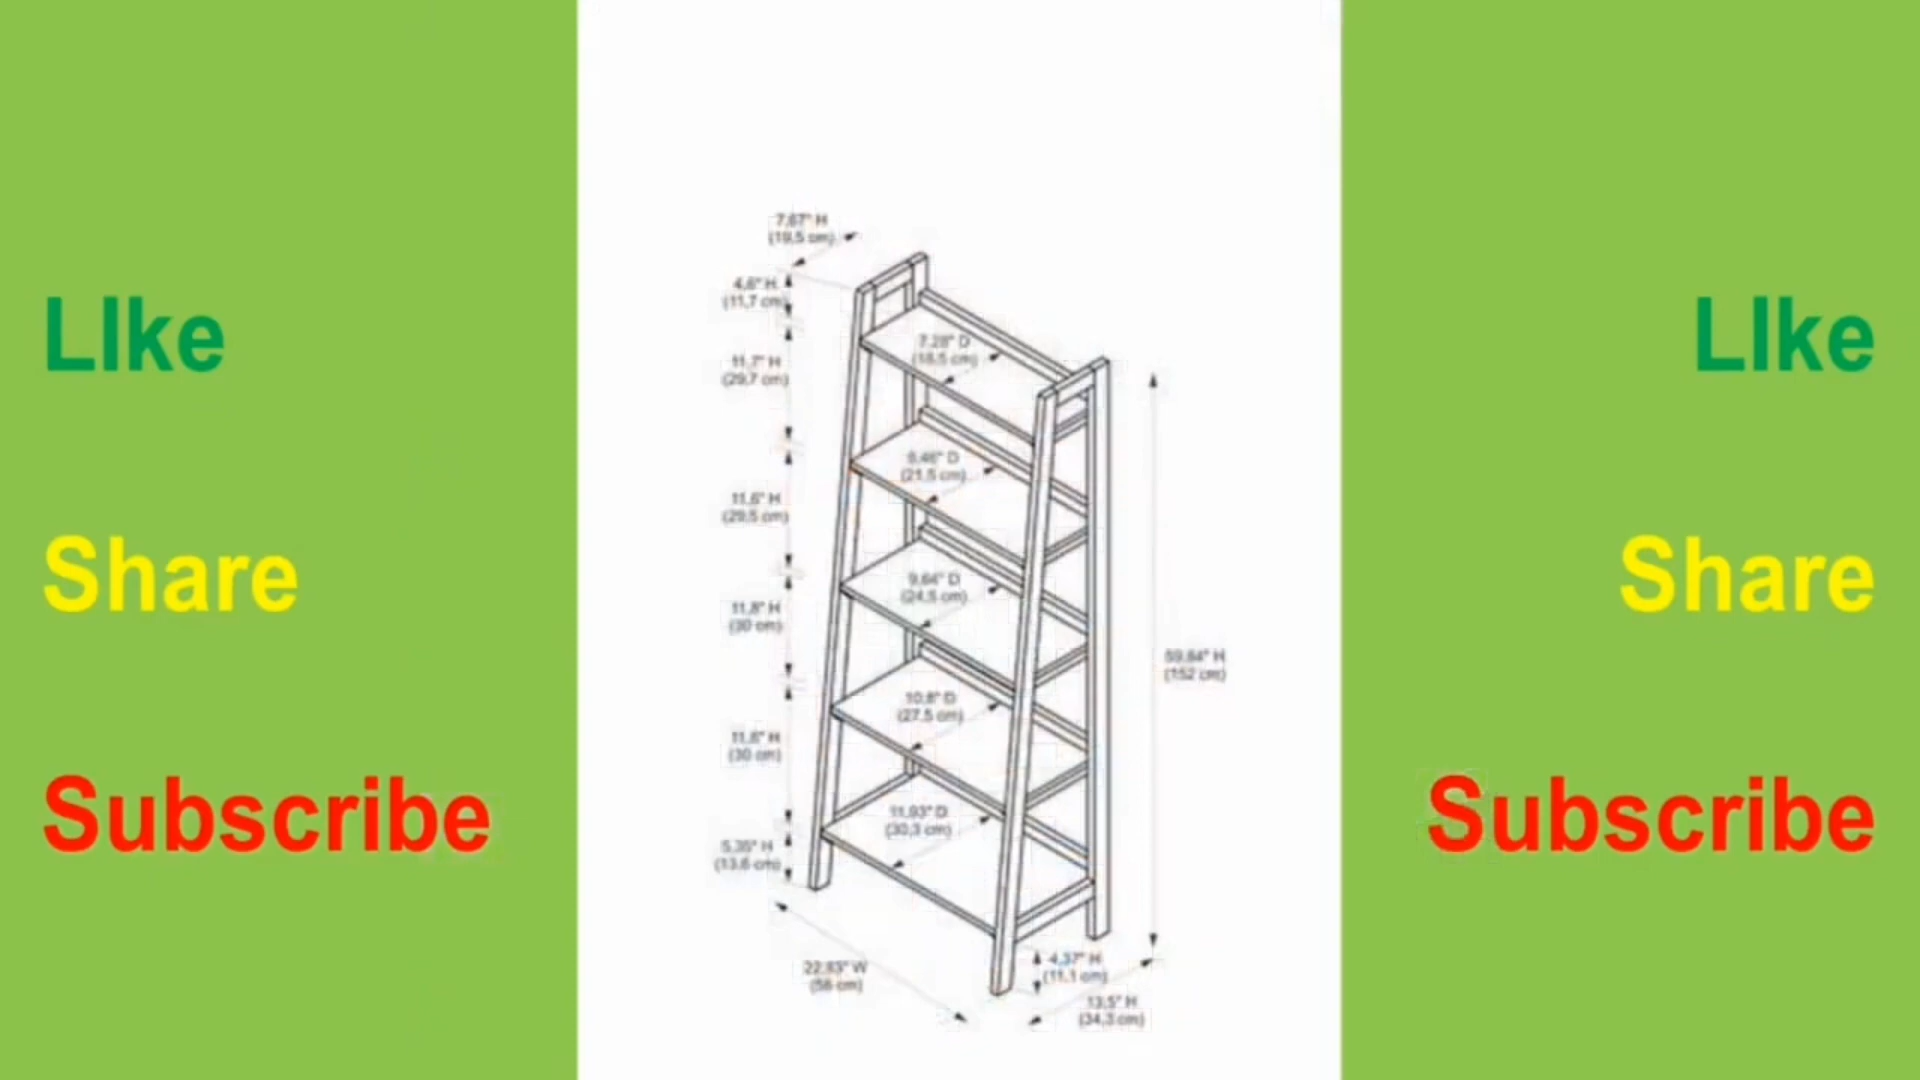 LIke
Share
Subscribe
7.67" H
(19.5 cm)
4.6" H
(11.7 cm)
11.7" H
(29.7 cm)
11.6" H
(29.5 cm)
11.8" H
(30 cm)
11.8" H
(30 cm)
5.35" H
(13.6 cm)
7.28" D
(18.5 cm)
8.46" D
(21.5 cm)
9.64" D
(24.5 cm)
10.8" D
(27.5 cm)
11.93" D
(30.3 cm)
59.84" H
(152 cm)
22.83" W
(58 cm)
4.37" H
(11.1 cm)
13.5" H
(34.3 cm)
LIke
Share
Subscribe